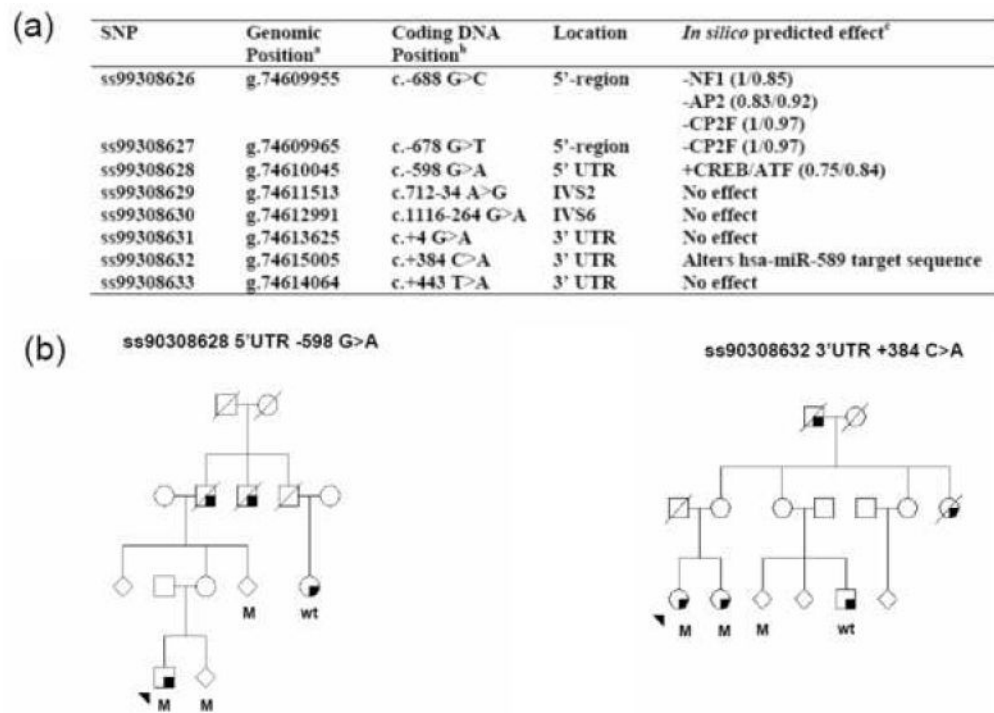 (a)
SNP Genomic Coding DNA Location In silico predicted effect^c
Position^a Position^b
ss99308626 g.74609955 c.-688 G>C 5'-region -NF1 (1/0.85)
-AP2 (0.83/0.92)
-CP2F (1/0.97)
ss99308627 g.74609965 c.-678 G>T 5'-region -CP2F (1/0.97)
ss99308628 g.74610045 c.-598 G>A 5' UTR +CREB/ATF (0.75/0.84)
ss99308629 g.74611513 c.712-34 A>G IVS2 No effect
ss99308630 g.74612991 c.1116-264 G>A IVS6 No effect
ss99308631 g.74613625 c.+4 G>A 3' UTR No effect
ss99308632 g.74615005 c.+384 C>A 3' UTR Alters hsa-miR-589 target sequence
ss99308633 g.74614064 c.+443 T>A 3' UTR No effect
(b)
ss90308628 5'UTR -598 G>A
M
wt
M M
ss90308632 3'UTR +384 C>A
M M M wt